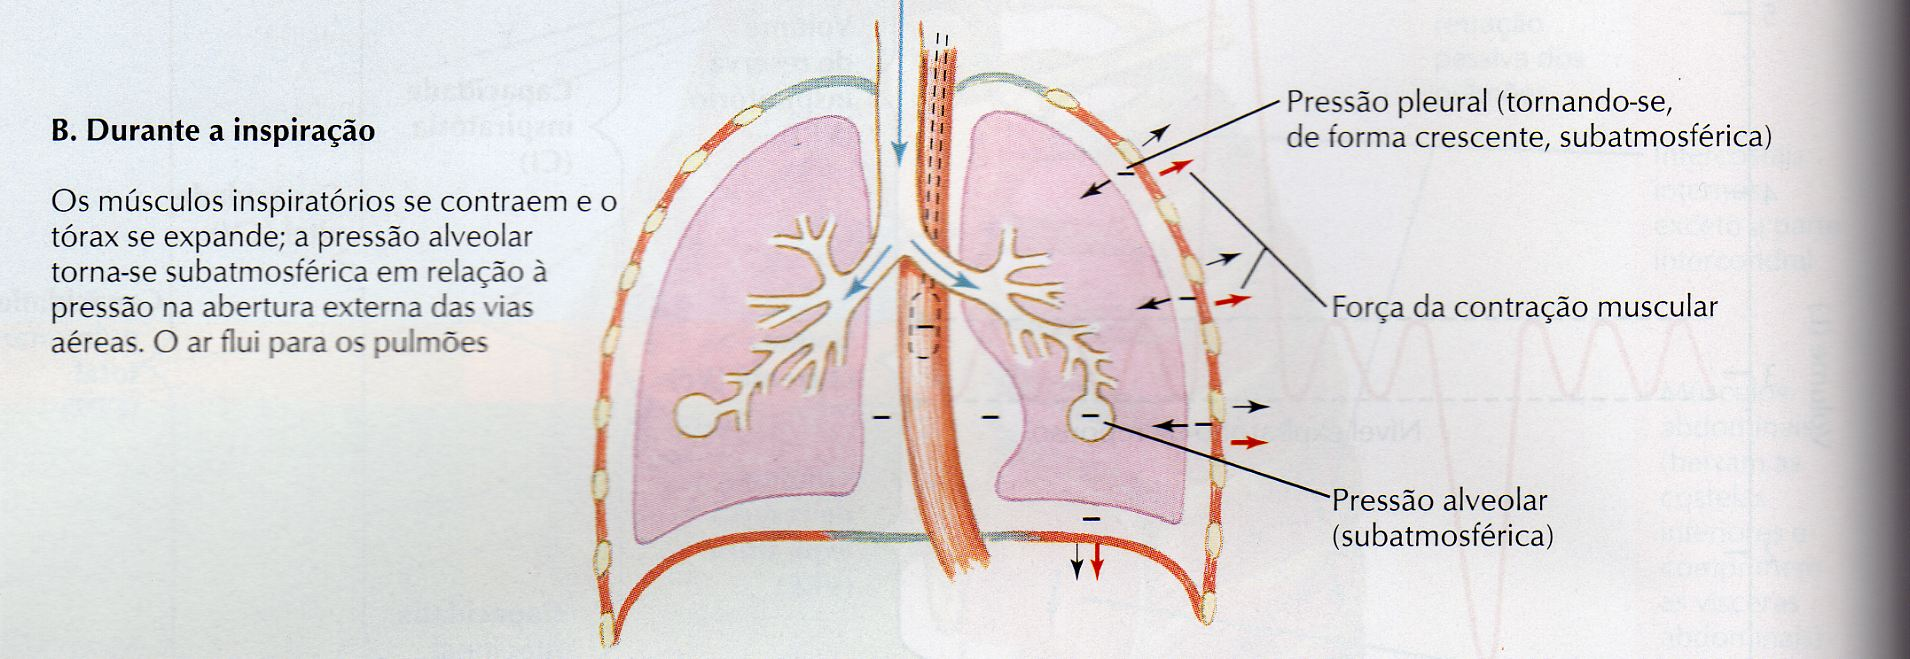 B. Durante a inspiração
Os músculos inspiratórios se contraem e o
tórax se expande; a pressão alveolar
torna-se subatmosférica em relação à
pressão na abertura externa das vias
aéreas. O ar flui para os pulmões
Pressão pleural (tornando-se,
de forma crescente, subatmosférica)
Força da contração muscular
Pressão alveolar
(subatmosférica)